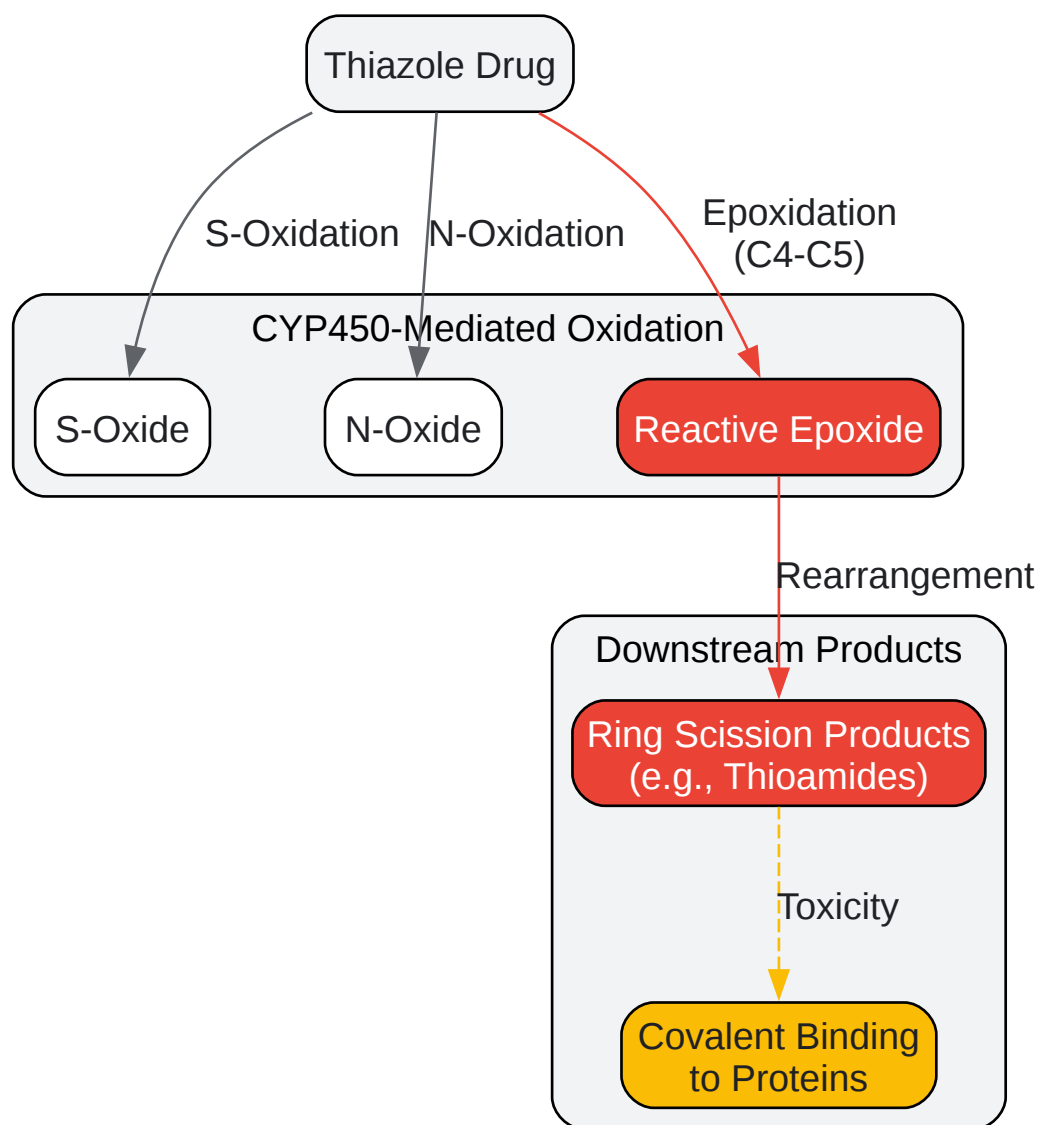 Thiazole Drug
S-Oxidation
N-Oxidation
Epoxidation
(C4-C5)
CYP450-Mediated Oxidation
S-Oxide
N-Oxide
Reactive Epoxide
Rearrangement
Downstream Products
Ring Scission Products
(e.g., Thioamides)
Toxicity
Covalent Binding
to Proteins